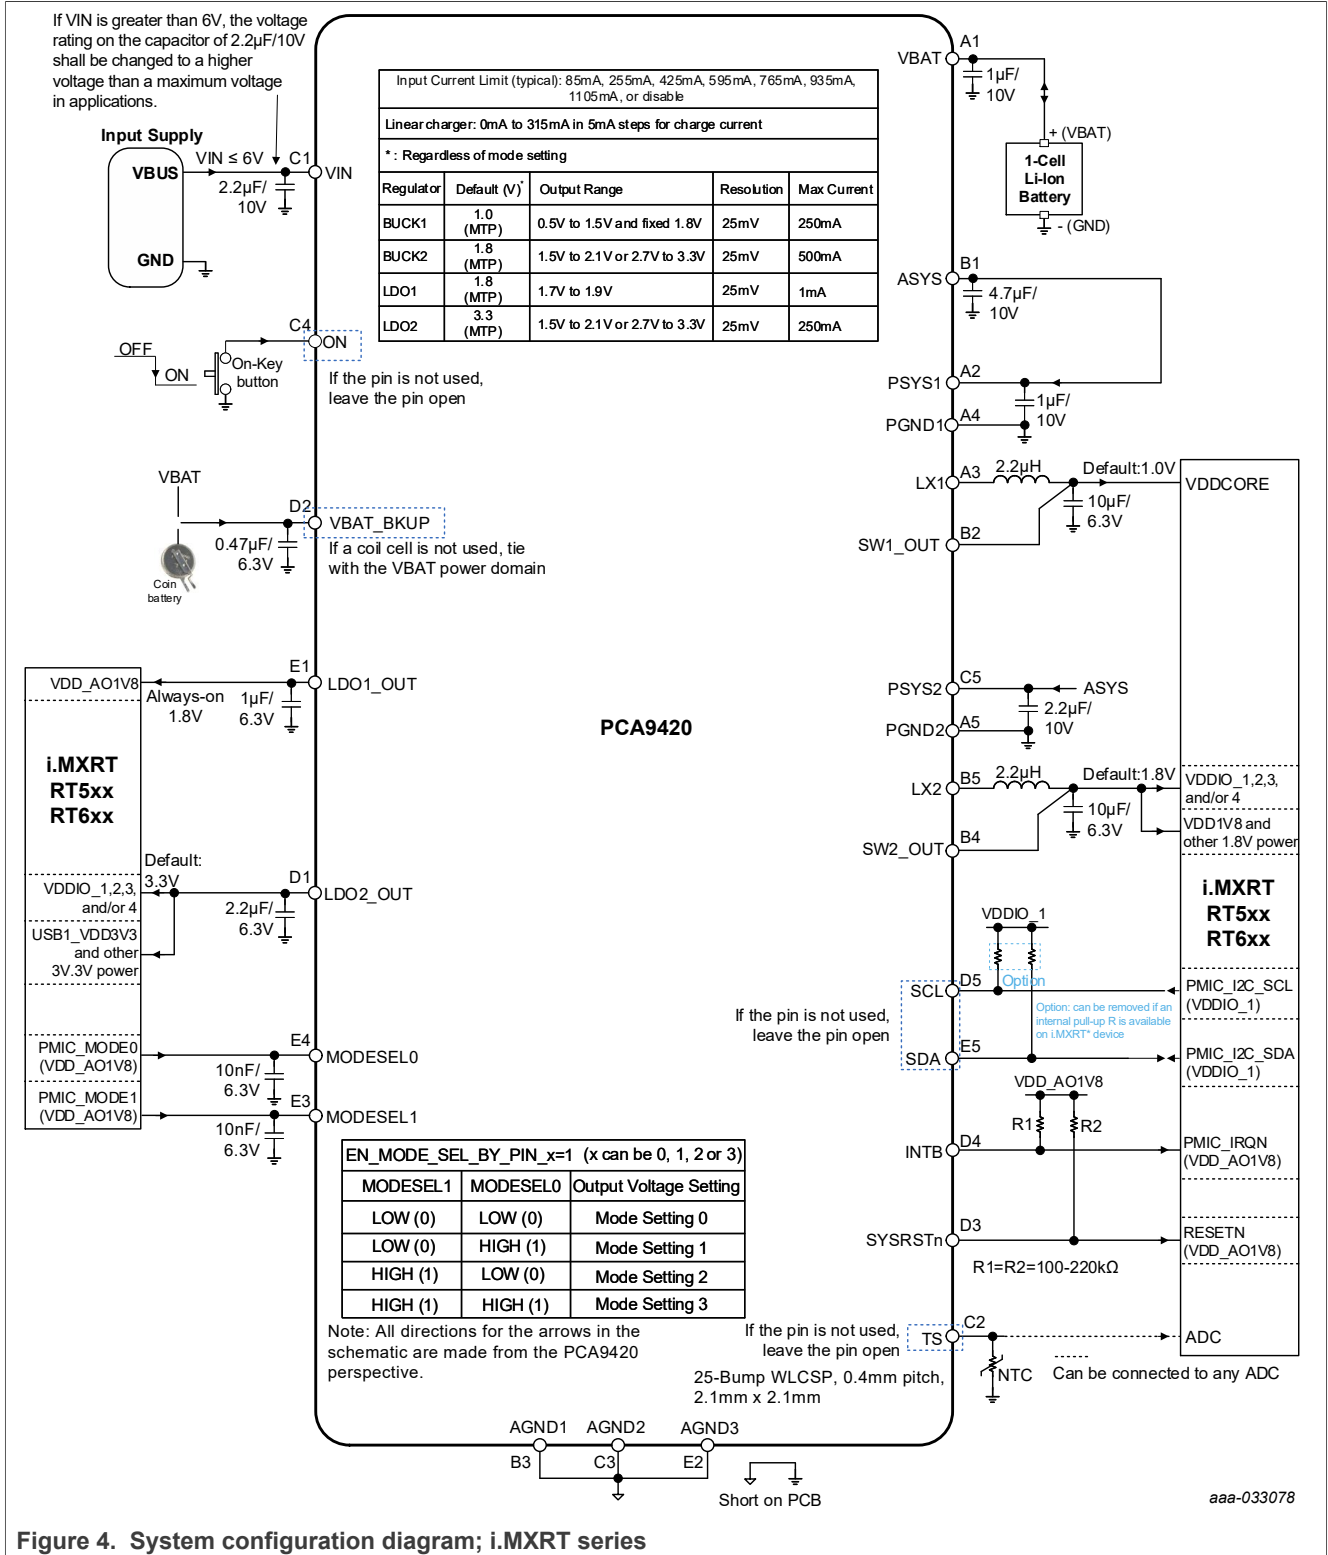 If VIN is greater than 6V, the voltage
rating on the capacitor of 2.2µF/10V
shall be changed to a higher
voltage than a maximum voltage
in applications.
Input Supply
VBUS
VIN ≤ 6V
C1
VIN
2.2µF/
10V
GND
Input Current Limit (typical): 85mA, 255mA, 425mA, 595mA, 765mA, 935mA,
1105mA, or disable
Linear charger: 0mA to 315mA in 5mA steps for charge current
* : Regardless of mode setting
Regulator Default (V)* Output Range Resolution Max Current
BUCK1 1.0 (MTP) 0.5V to 1.5V and fixed 1.8V 25mV 250mA
BUCK2 1.8 (MTP) 1.5V to 2.1V or 2.7V to 3.3V 25mV 500mA
LDO1 1.8 (MTP) 1.7V to 1.9V 25mV 1mA
LDO2 3.3 (MTP) 1.5V to 2.1V or 2.7V to 3.3V 25mV 250mA
VBAT
A1
1µF/
10V
+ (VBAT)
1-Cell
Li-Ion
Battery
- (GND)
ASYS
B1
4.7µF/
10V
PSYS1
A2
1µF/
10V
PGND1
A4
C4
ON
OFF
ON
On-Key
button
If the pin is not used,
leave the pin open
VBAT
D2
VBAT_BKUP
0.47µF/
6.3V
Coin
battery
If a coil cell is not used, tie
with the VBAT power domain
LX1
A3
2.2µH
Default:1.0V
VDDCORE
10µF/
6.3V
SW1_OUT
B2
VDD_AO1V8
E1
LDO1_OUT
Always-on
1.8V
1µF/
6.3V
i.MXRT
RT5xx
RT6xx
PCA9420
PSYS2
C5
ASYS
2.2µF/
10V
PGND2
A5
LX2
B5
2.2µH
Default:1.8V
VDDIO_1,2,3,
and/or 4
10µF/
6.3V
VDD1V8 and
other 1.8V power
SW2_OUT
B4
Default:
3.3V
D1
LDO2_OUT
VDDIO_1,2,3,
and/or 4
2.2µF/
6.3V
USB1_VDD3V3
and other
3V.3V power
i.MXRT
RT5xx
RT6xx
VDDIO_1
Option
SCL
D5
PMIC_I2C_SCL
(VDDIO_1)
If the pin is not used,
leave the pin open
Option: can be removed if an
internal pull-up R is available
on i.MXRT* device
SDA
E5
PMIC_I2C_SDA
(VDDIO_1)
PMIC_MODE0
(VDD_AO1V8)
E4
MODESEL0
10nF/
6.3V
PMIC_MODE1
(VDD_AO1V8)
E3
MODESEL1
10nF/
6.3V
VDD_AO1V8
R1
R2
INTB
D4
PMIC_IRQN
(VDD_AO1V8)
SYSRSTn
D3
RESETN
(VDD_AO1V8)
R1=R2=100-220kΩ
EN_MODE_SEL_BY_PIN_x=1 (x can be 0, 1, 2 or 3)
MODESEL1 MODESEL0 Output Voltage Setting
LOW (0) LOW (0) Mode Setting 0
LOW (0) HIGH (1) Mode Setting 1
HIGH (1) LOW (0) Mode Setting 2
HIGH (1) HIGH (1) Mode Setting 3
Note: All directions for the arrows in the
schematic are made from the PCA9420
perspective.
If the pin is not used,
leave the pin open
TS
C2
ADC
NTC
Can be connected to any ADC
25-Bump WLCSP, 0.4mm pitch,
2.1mm x 2.1mm
AGND1 AGND2 AGND3
B3 C3 E2
Short on PCB
aaa-033078
Figure 4. System configuration diagram; i.MXRT series